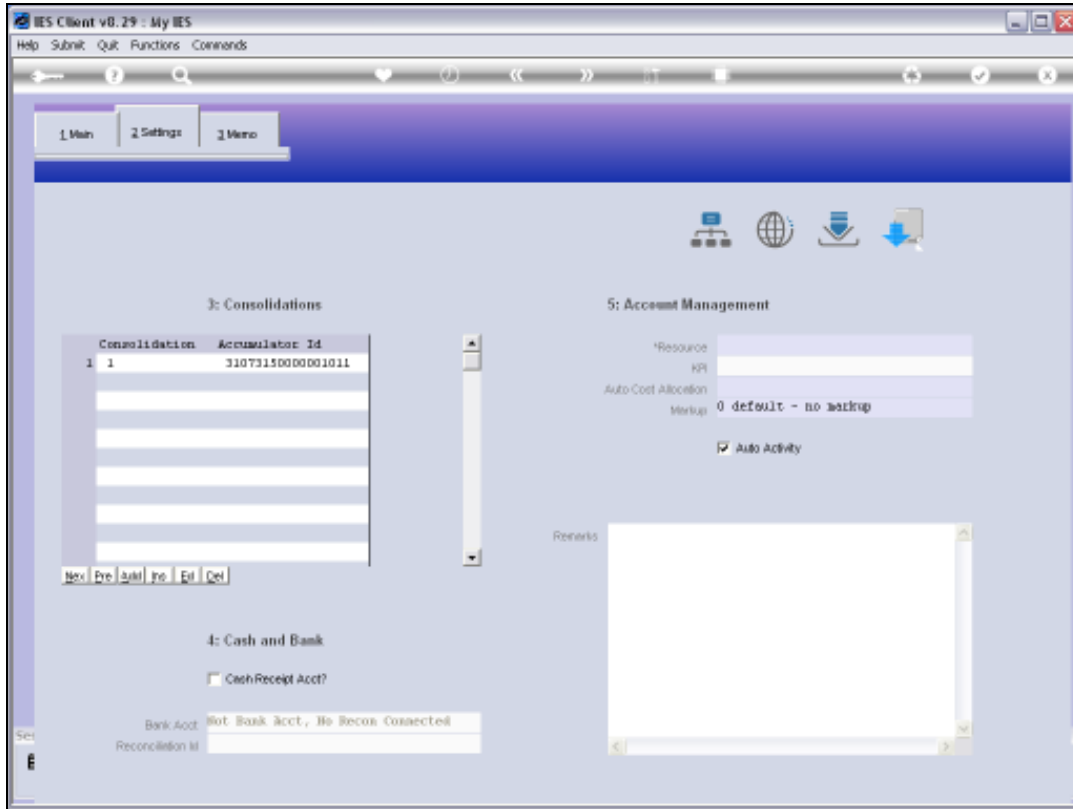 IES Client v8.29 : My IES
Help Submit Quit Functions Commands
1 Main
2 Settings
3 Memo
3: Consolidations
5: Account Management
Consolidation Accumulator Id
1 1 31073150000001011
*Resource
KPI
Auto Cost Allocation
Markup 0 default - no markup
Auto Activity
Remarks
Nex Pre Add Ins Ed Del
4: Cash and Bank
Cash Receipt Acct?
Bank Acct Not Bank Acct, No Recon Connected
Reconciliation Id